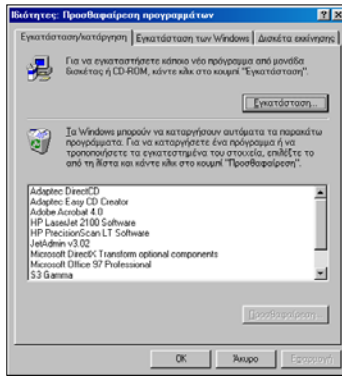 Ιδιότητες: Προσθαφαίρεση προγραμμάτων
Εγκατάσταση/κατάργηση Εγκατάσταση των Windows Δισκέτα εκκίνησης
Για να εγκαταστήσετε κάποιο νέο πρόγραμμα από μονάδα
δισκέτας ή CD-ROM, κάντε κλικ στο κουμπί "Εγκατάσταση".
Εγκατάσταση...
Τα Windows μπορούν να καταργήσουν αυτόματα τα παρακάτω
προγράμματα. Για να καταργήσετε ένα πρόγραμμα ή να
τροποποιήσετε τα εγκατεστημένα του στοιχεία, επιλέξτε το
από τη λίστα και κάντε κλικ στο κουμπί "Προσθαφαίρεση".
Adaptec DirectCD
Adaptec Easy CD Creator
Adobe Acrobat 4.0
HP LaserJet 2100 Software
HP PrecisionScan LT Software
JetAdmin v3.02
Microsoft DirectX Transform optional components
Microsoft Office 97 Professional
S3 Gamma
Προσθαφαίρεση...
OK Άκυρο Εφαρμογή